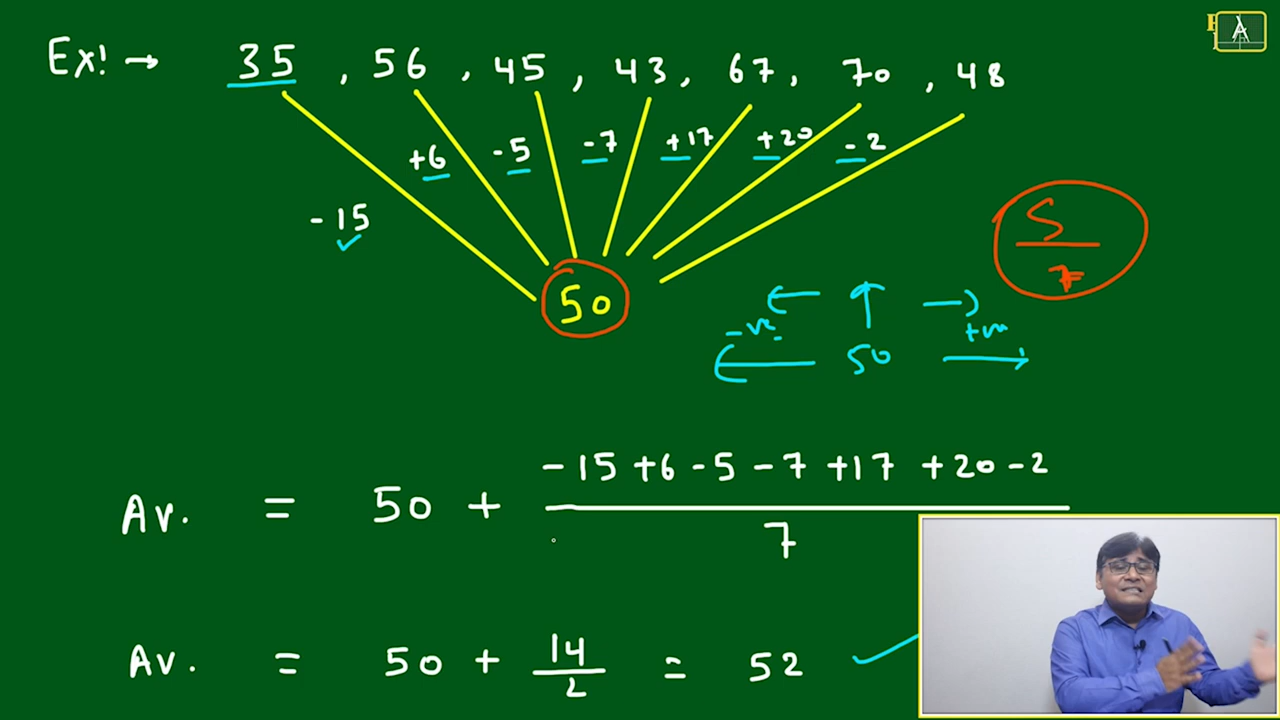 Ex! → 35 , 56 , 45 , 43 , 67 , 70 , 48
+6 -5 -7 +17 +20 -2
-15
S
7
50
-ve +ve
50
Av. = 50 + -15 +6 -5 -7 +17 +20 -2
7
Av. = 50 + 14/2 = 52